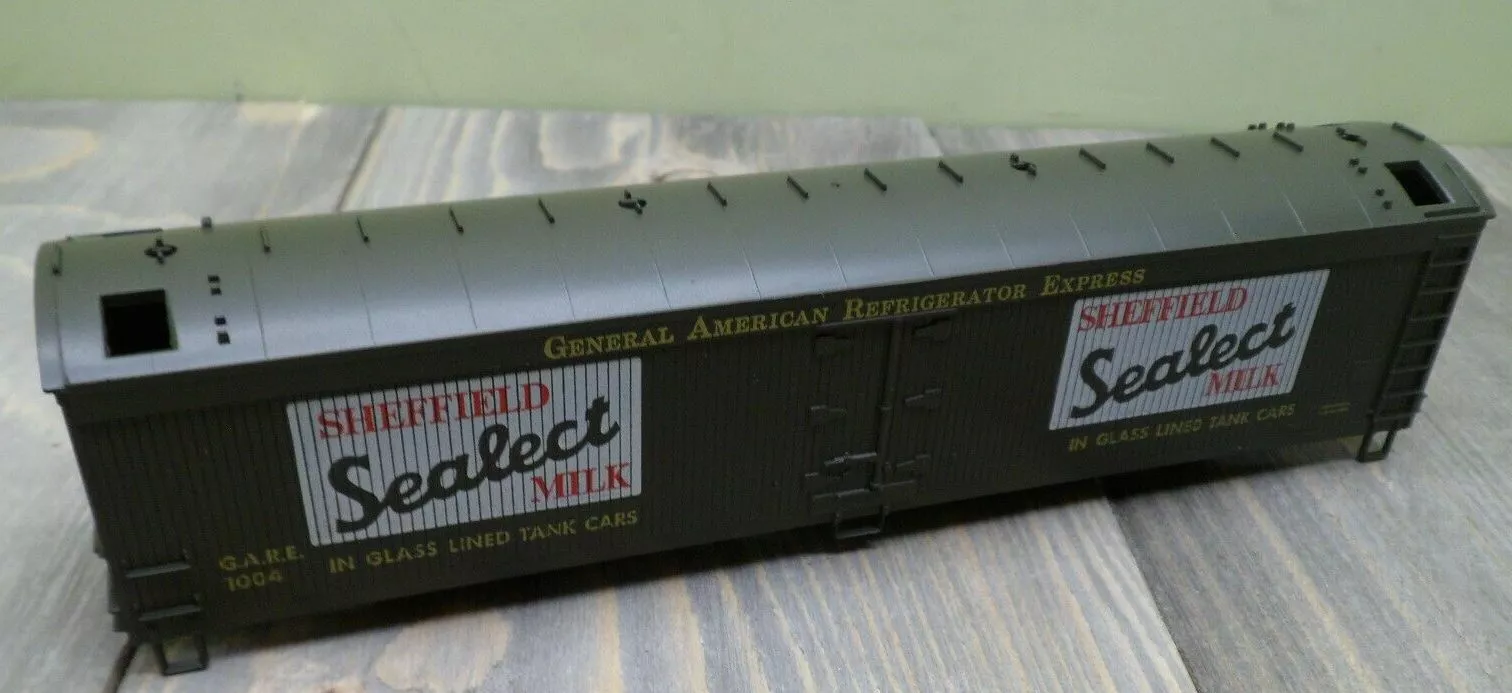 GENERAL AMERICAN REFRIGERATOR EXPRESS
SHEFFIELD
Sealect
MILK
IN GLASS LINED TANK CARS
G.A.R.E.
1004
SHEFFIELD
Sealect
MILK
IN GLASS LINED TANK CARS